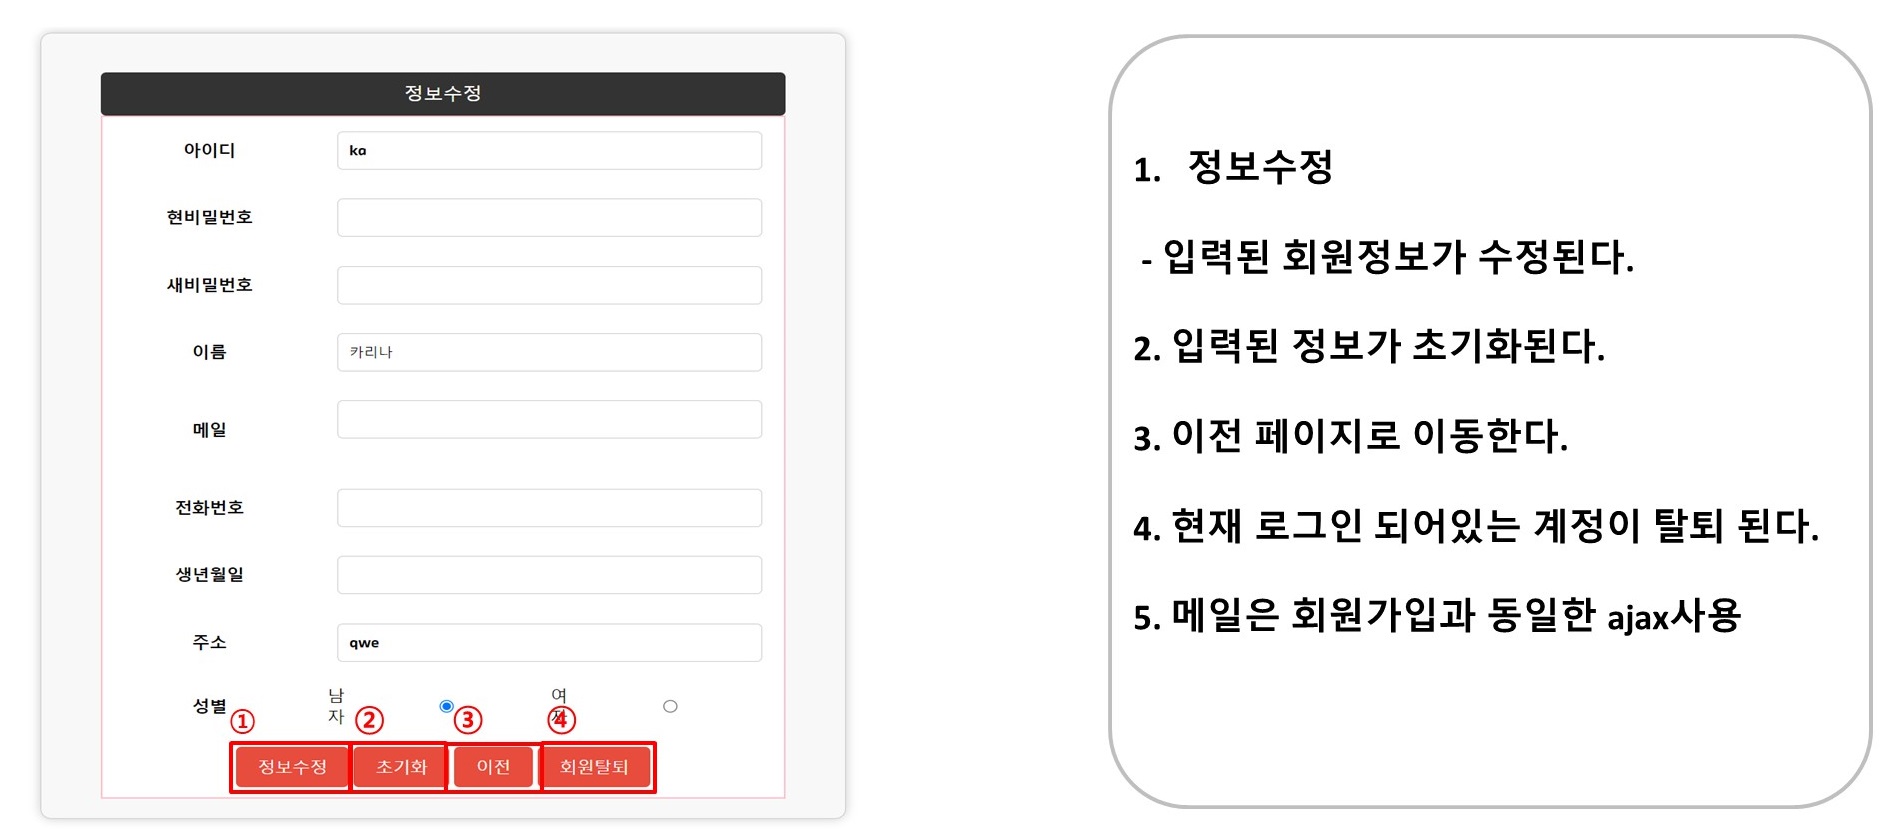 정보수정
아이디 ka
현비밀번호
새비밀번호
이름 카리나
메일
전화번호
생년월일
주소 qwe
성별 남자 여자
① ② ③ ④
정보수정 초기화 이전 회원탈퇴
1. 정보수정
- 입력된 회원정보가 수정된다.
2. 입력된 정보가 초기화된다.
3. 이전 페이지로 이동한다.
4. 현재 로그인 되어있는 계정이 탈퇴 된다.
5. 메일은 회원가입과 동일한 ajax사용